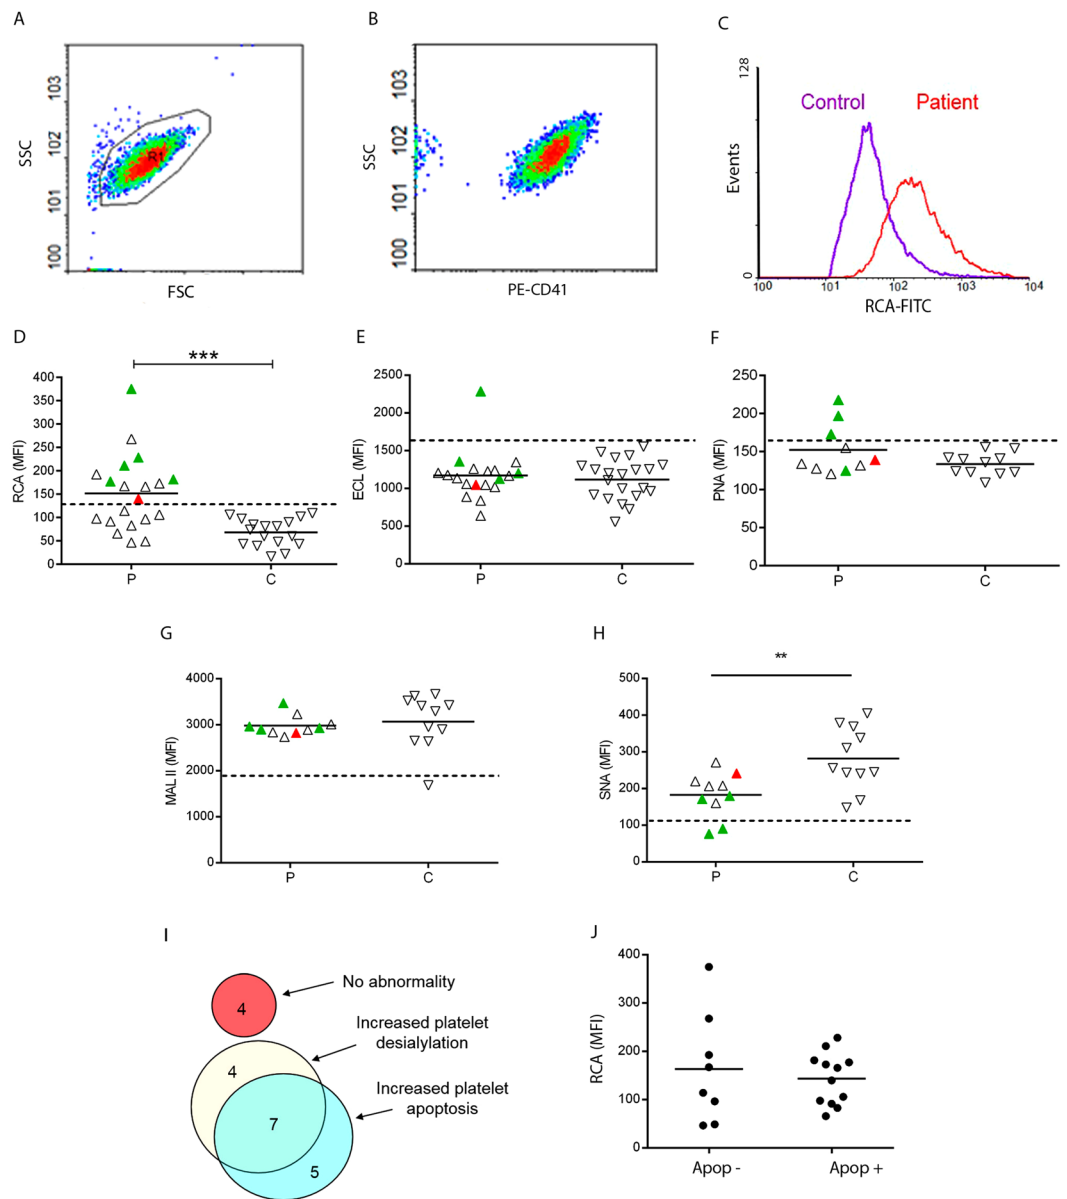 A
SSC
103
102
101
100
R1
FSC
B
SSC
103
102
101
100
PE-CD41
C
128
Events
0
Control
Patient
10⁰
10¹
10²
10³
10⁴
RCA-FITC
D
***
RCA (MFI)
400
350
300
250
200
150
100
50
0
P
C
E
ECL (MFI)
2500
2000
1500
1000
500
0
P
C
F
PNA (MFI)
250
200
150
100
50
0
P
C
G
MAL II (MFI)
4000
3000
2000
1000
0
P
C
H
**
SNA (MFI)
500
400
300
200
100
0
P
C
I
4
No abnormality
Increased platelet
desialylation
4
Increased platelet
apoptosis
7
5
J
RCA (MFI)
400
300
200
100
0
Apop -
Apop +